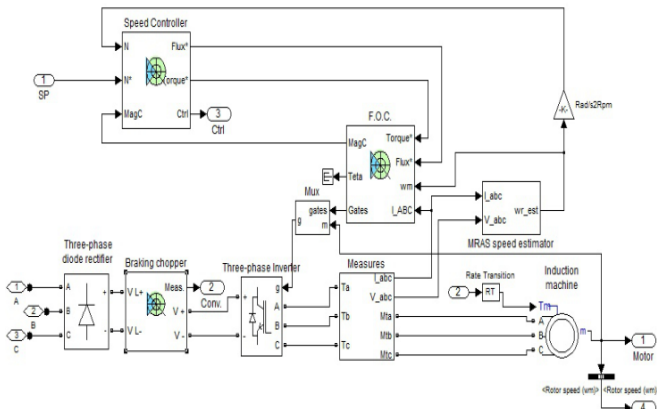 Speed Controller
N
Flux*
N*
Torque*
MagC
Ctrl
1
SP
3
Ctrl
-K-
Rad/s2Rpm
F.O.C.
MagC
Torque*
Flux*
Teta
wm
Gates
I_ABC
Mux
gates
g
m
I_abc
V_abc
wr_est
MRAS speed estimator
Three-phase
diode rectifier
A
B
C
+
-
1
A
2
B
3
C
Braking chopper
V L+
V L-
Meas.
V +
V -
2
Conv.
Three-phase Inverter
g
+
-
A
B
C
Measures
Ta
Tb
Tc
I_abc
V_abc
Mta
Mtb
Mtc
Rate Transition
2
RT
Induction
machine
Tm
A
B
C
m
1
Motor
<Rotor speed (wm)>
<Rotor speed (wm)
4